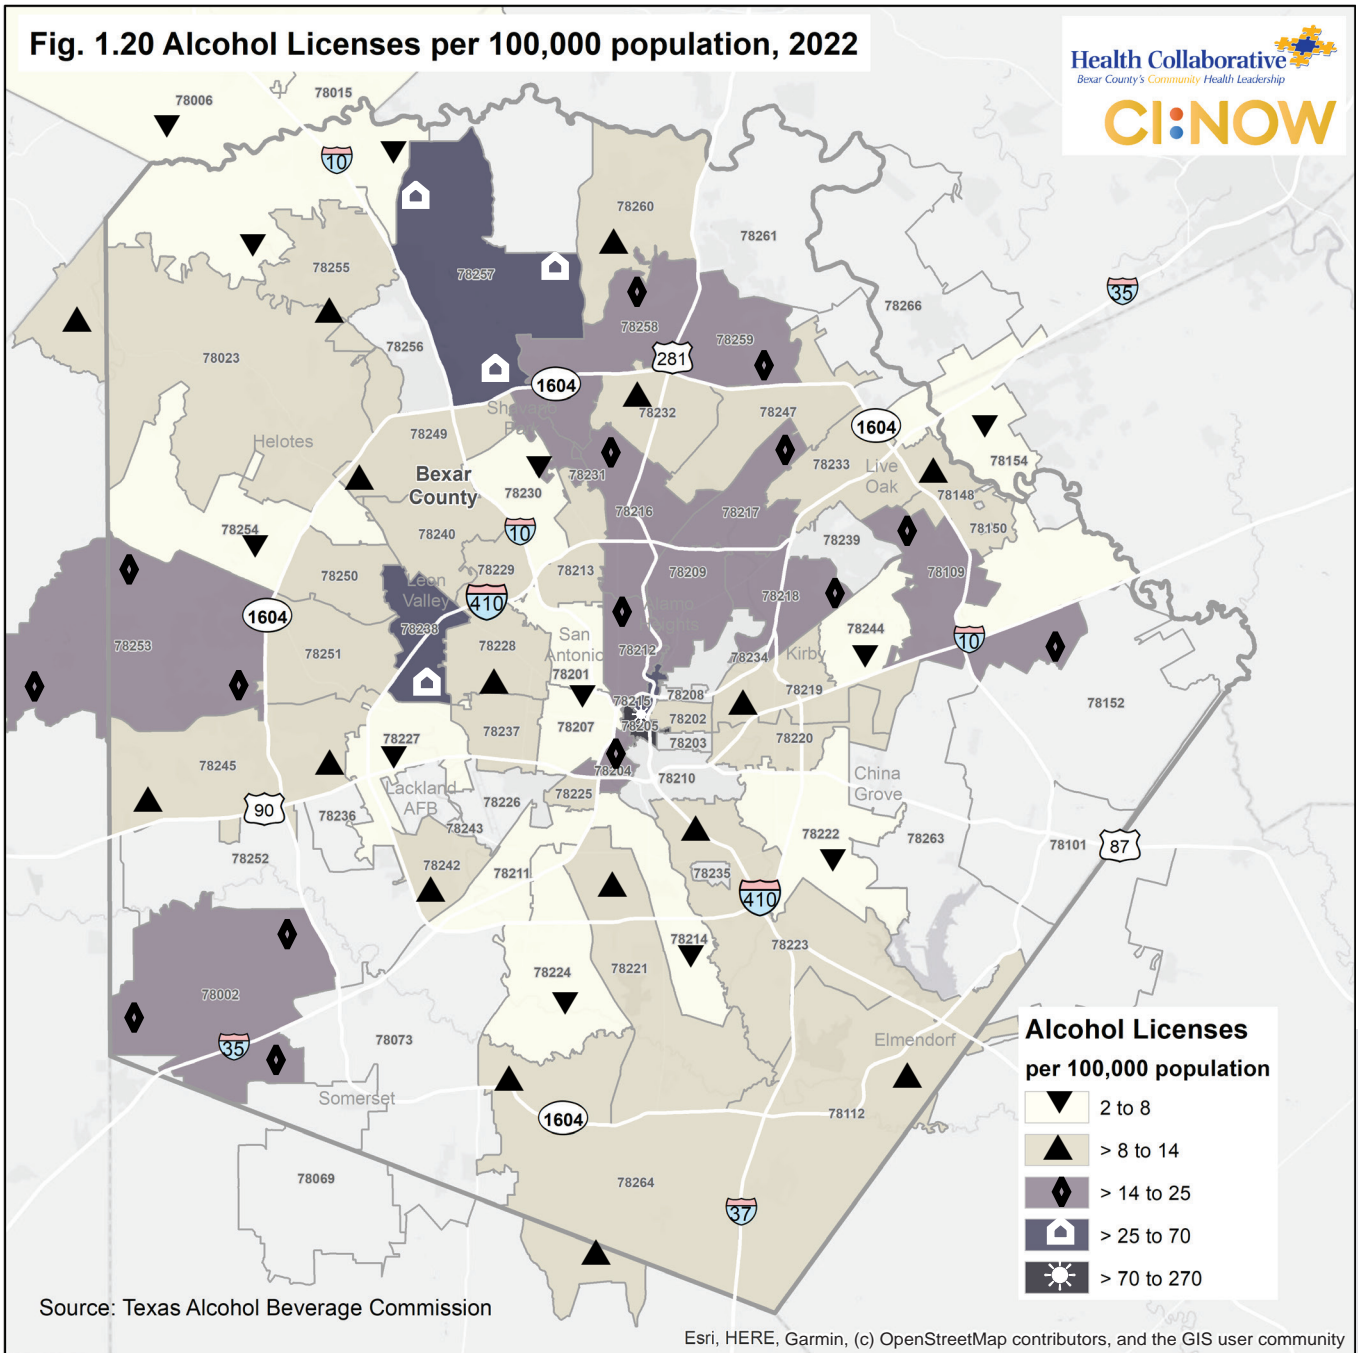 Fig. 1.20 Alcohol Licenses per 100,000 population, 2022
Health Collaborative
Bexar County's Community Health Leadership
CI:NOW
78006
78015
10
78260
78261
78255
78257
35
78266
78258
78259
78256
78023
281
1604
Shavano
Park
78232
78247
1604
78249
Helotes
Bexar
County
78231
78233
Live
Oak
78154
78230
78148
78216
78217
78254
10
78240
78239
78150
78250
78229
78213
78209
78109
Leon
Valley
410
78218
Alamo
Heights
1604
78238
78244
10
78253
78251
78228
San
Antonio
78212
78234
Kirby
78201
78208
78219
78215
78152
78207
78205
78202
78237
78227
78203
78220
78245
78204
78210
China
Grove
Lackland
AFB
78225
78226
90
78236
78243
78222
78263
78101
87
78252
78242
78211
78235
410
78214
78223
78224
78221
78002
35
78073
Elmendorf
Somerset
1604
78112
78069
78264
37
Alcohol Licenses
per 100,000 population
2 to 8
> 8 to 14
> 14 to 25
> 25 to 70
> 70 to 270
Source: Texas Alcohol Beverage Commission
Esri, HERE, Garmin, (c) OpenStreetMap contributors, and the GIS user community